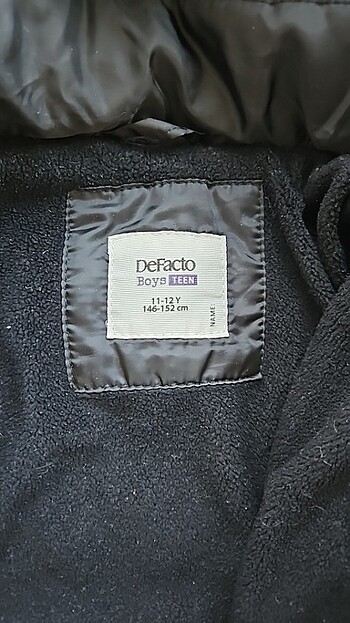 DeFacto
Boys TEEN
11-12 Y
146-152 cm
NAME: